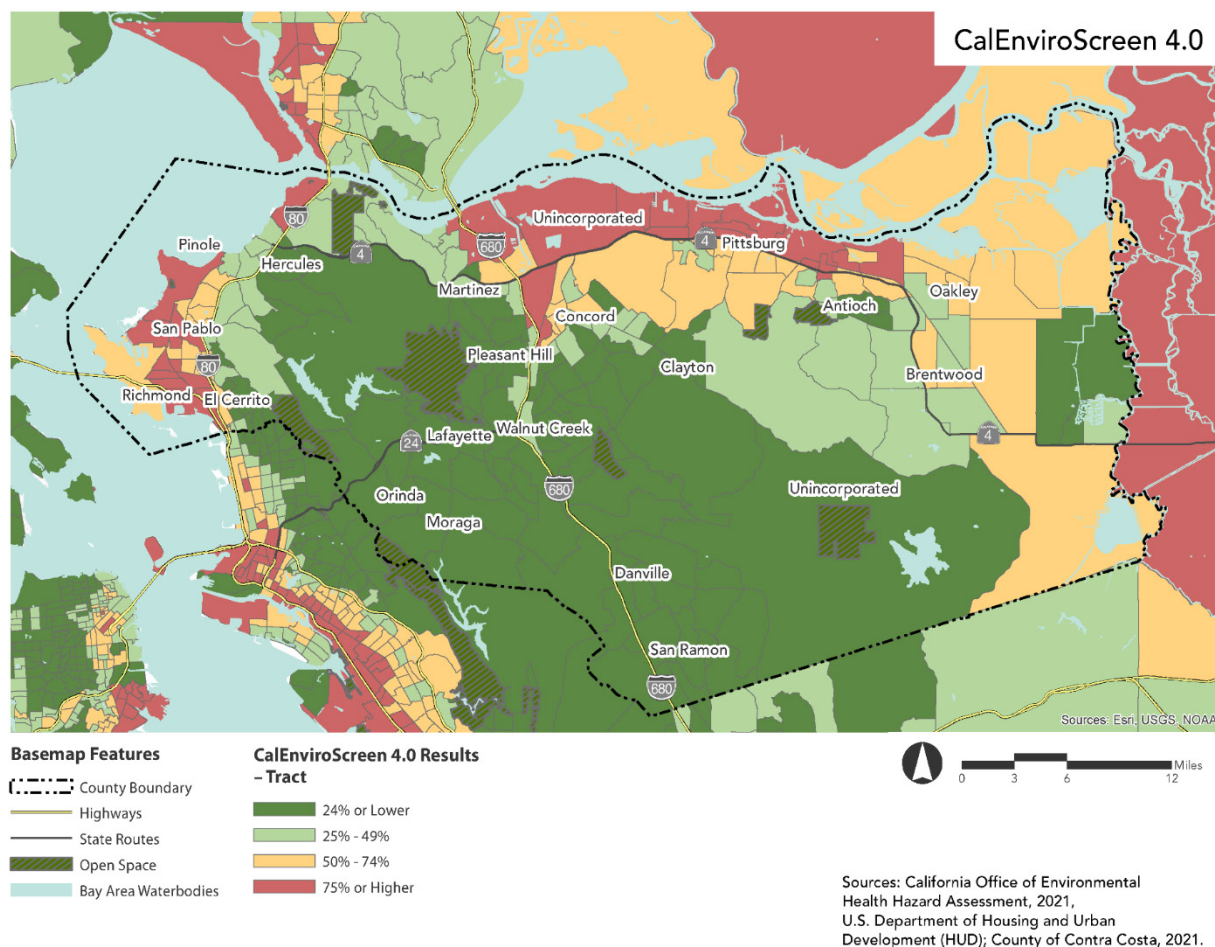 CalEnviroScreen 4.0
80
Unincorporated
Pinole
680
4
Pittsburg
Hercules
4
Martinez
Antioch
Oakley
San Pablo
Concord
80
Pleasant Hill
Clayton
Brentwood
Richmond
El Cerrito
Lafayette
Walnut Creek
24
4
680
Unincorporated
Orinda
Moraga
Danville
San Ramon
680
Sources: Esri, USGS, NOAA
Basemap Features
County Boundary
Highways
State Routes
Open Space
Bay Area Waterbodies
CalEnviroScreen 4.0 Results
– Tract
24% or Lower
25% - 49%
50% - 74%
75% or Higher
Miles
0 3 6 12
Sources: California Office of Environmental
Health Hazard Assessment, 2021,
U.S. Department of Housing and Urban
Development (HUD); County of Contra Costa, 2021.